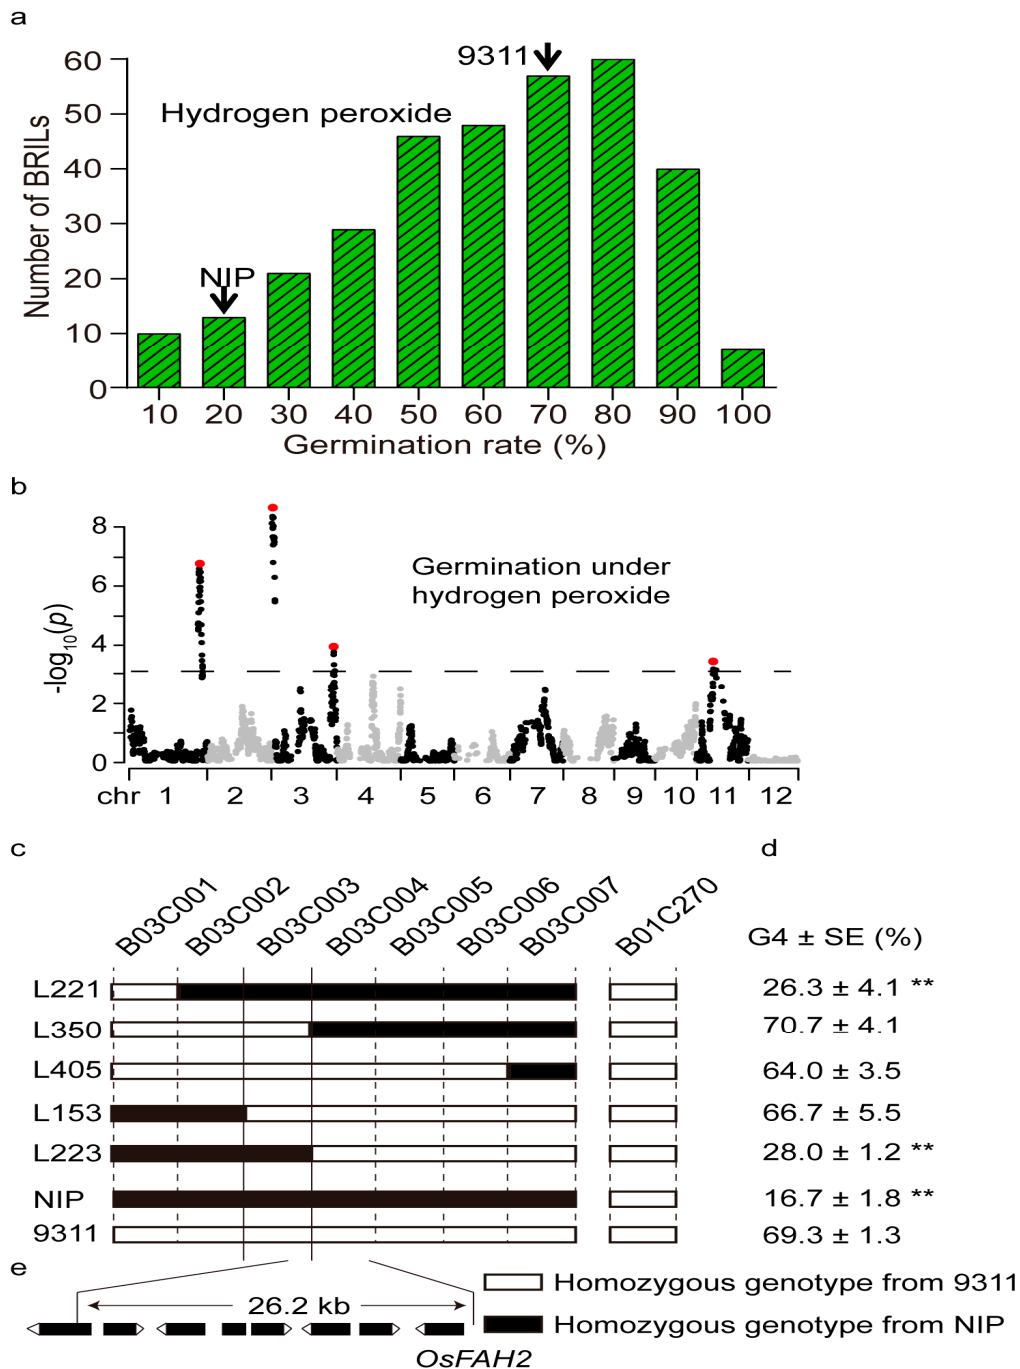 a
60
50
40
30
20
10
0
Number of BRILs
Hydrogen peroxide
9311
NIP
10 20 30 40 50 60 70 80 90 100
Germination rate (%)
b
8
6
4
2
0
-log10(p)
Germination under
hydrogen peroxide
chr 1 2 3 4 5 6 7 8 9 10 11 12
c
d
B03C001 B03C002 B03C003 B03C004 B03C005 B03C006 B03C007 B01C270
G4 ± SE (%)
L221 26.3 ± 4.1 **
L350 70.7 ± 4.1
L405 64.0 ± 3.5
L153 66.7 ± 5.5
L223 28.0 ± 1.2 **
NIP 16.7 ± 1.8 **
9311 69.3 ± 1.3
e
26.2 kb
OsFAH2
Homozygous genotype from 9311
Homozygous genotype from NIP